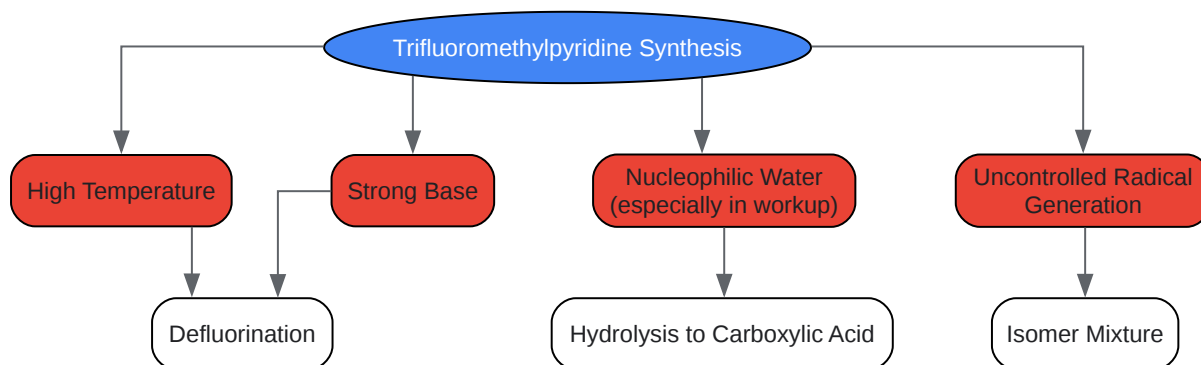 Trifluoromethylpyridine Synthesis
High Temperature
Strong Base
Nucleophilic Water
(especially in workup)
Uncontrolled Radical
Generation
Defluorination
Hydrolysis to Carboxylic Acid
Isomer Mixture